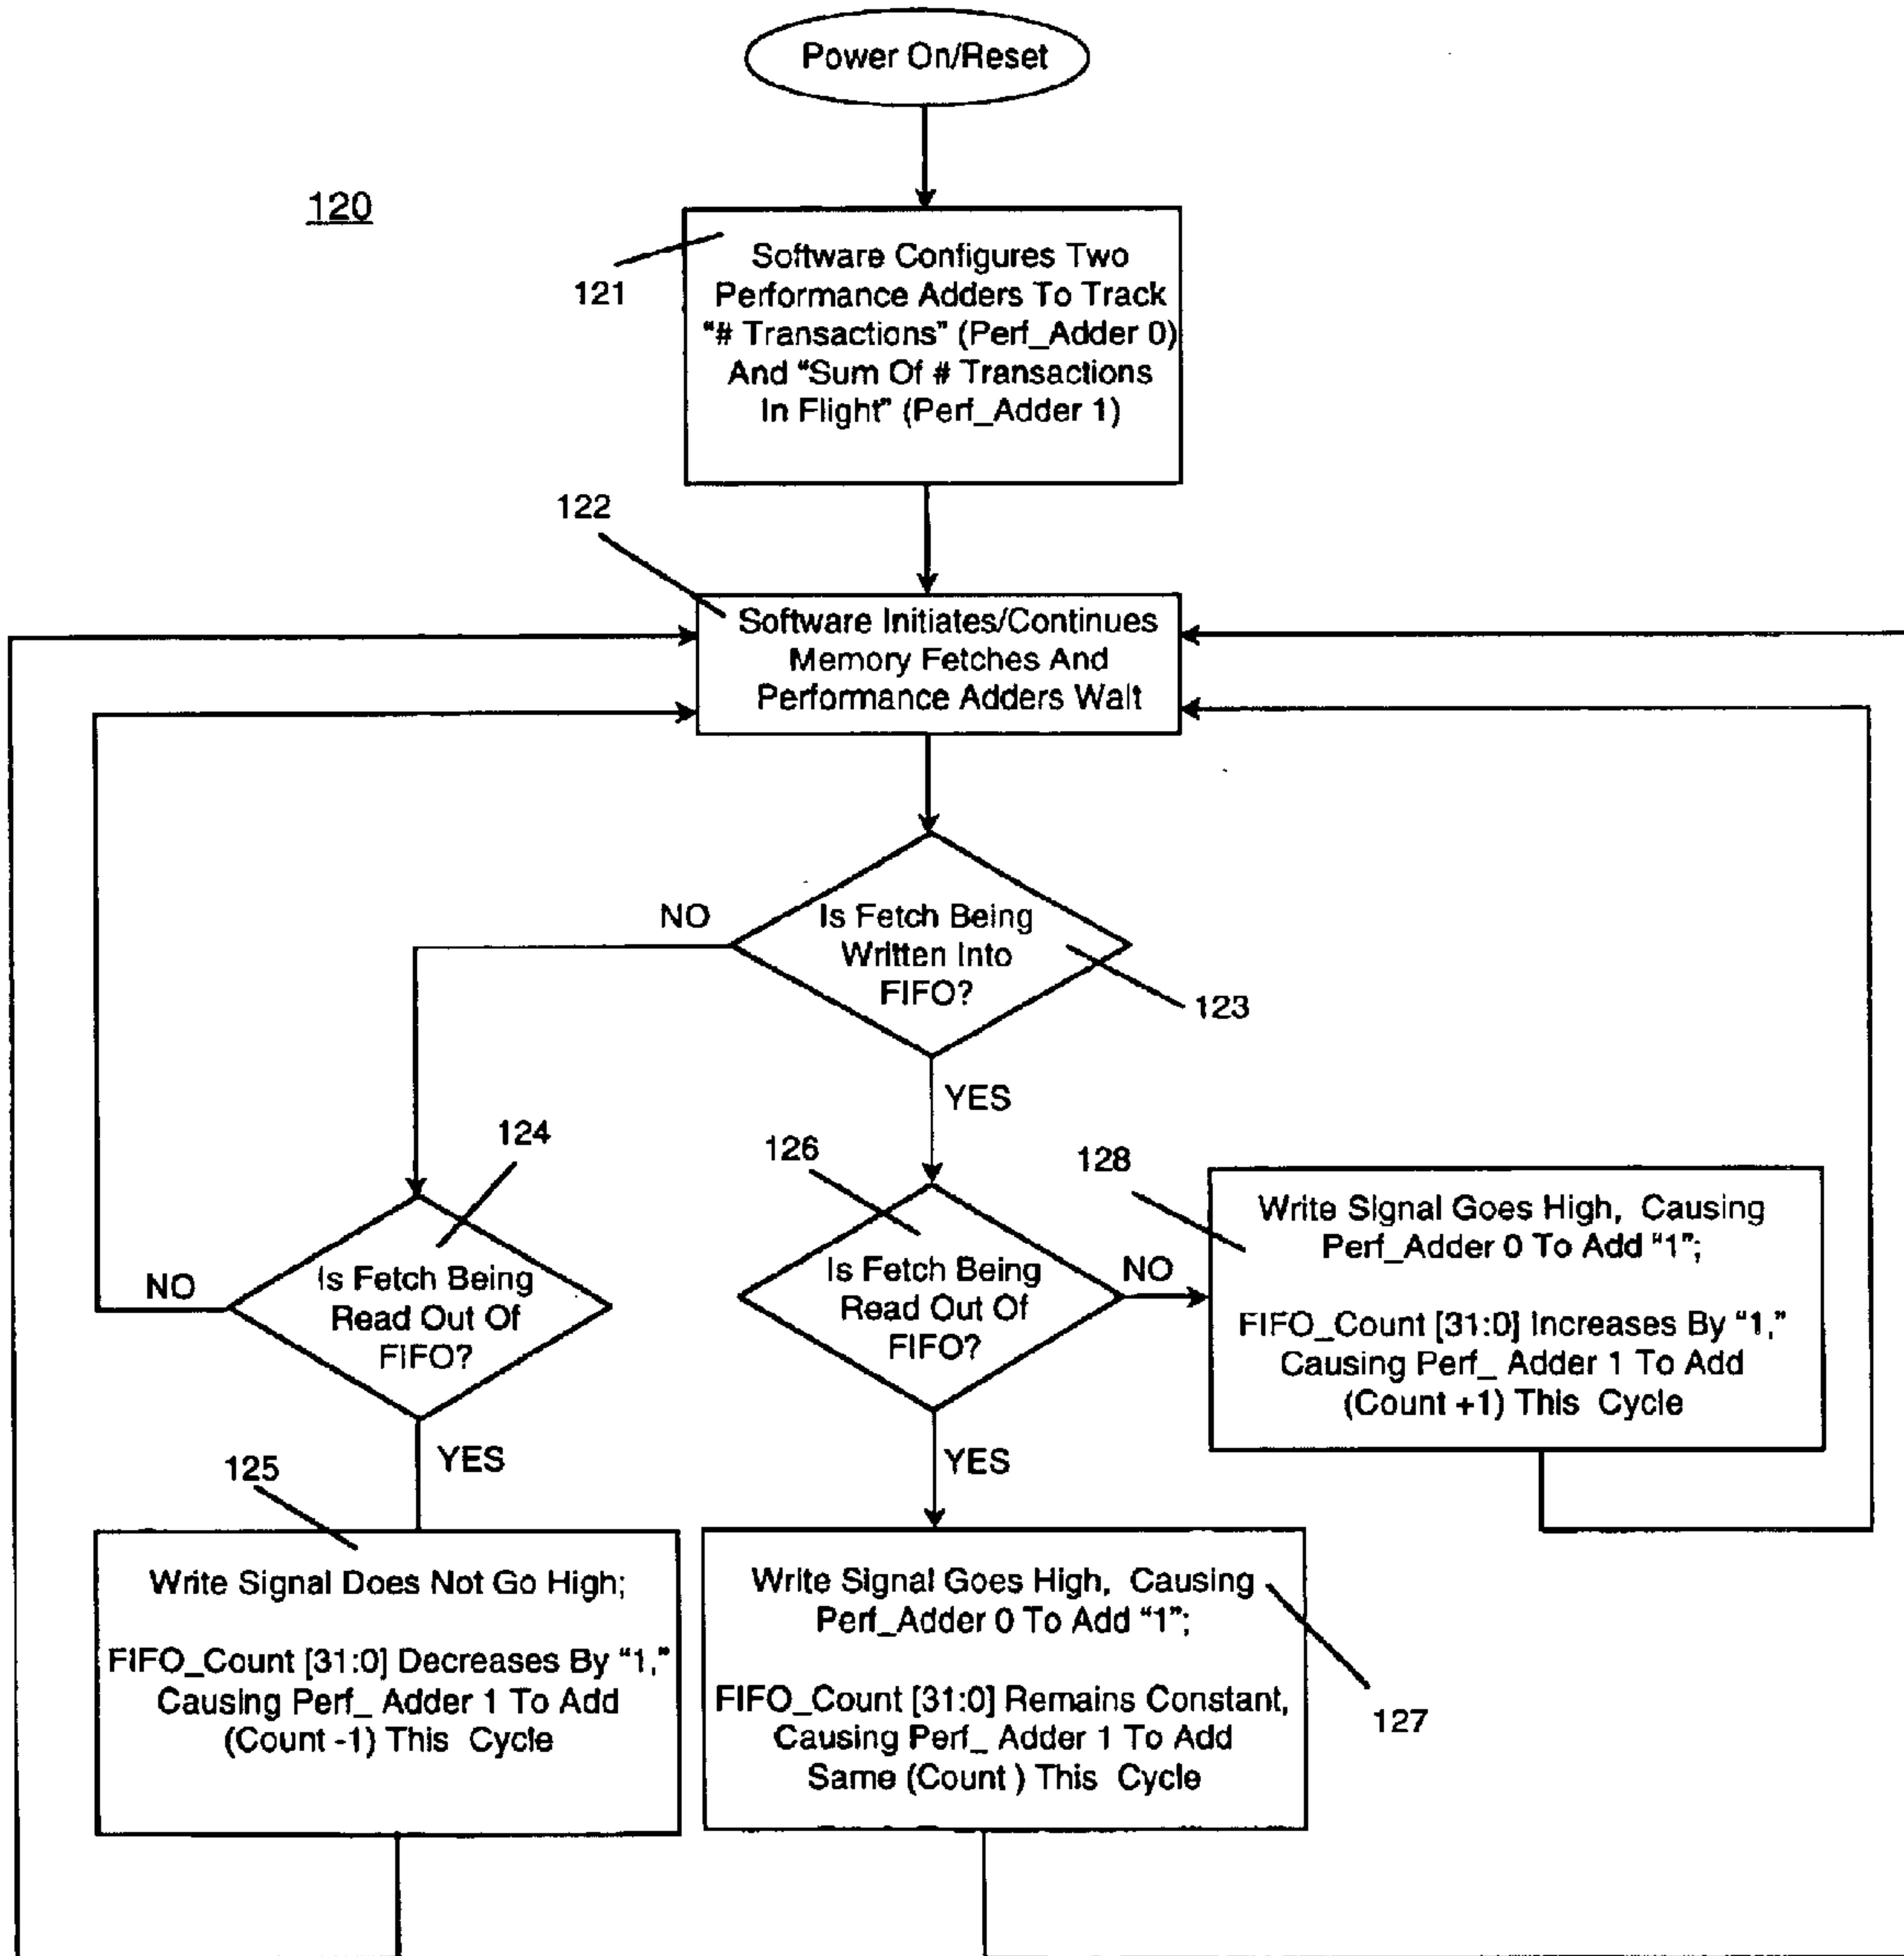 Power On/Reset
120
121
Software Configures Two
Performance Adders To Track
"# Transactions" (Perf_Adder 0)
And "Sum Of # Transactions
In Flight" (Perf_Adder 1)
122
Software Initiates/Continues
Memory Fetches And
Performance Adders Wait
NO
Is Fetch Being
Written Into
FIFO?
123
YES
124
NO
Is Fetch Being
Read Out Of
FIFO?
YES
126
Is Fetch Being
Read Out Of
FIFO?
NO
YES
128
Write Signal Goes High, Causing
Perf_Adder 0 To Add "1";
FIFO_Count [31:0] Increases By "1,"
Causing Perf_ Adder 1 To Add
(Count +1) This Cycle
125
Write Signal Does Not Go High;
FIFO_Count [31:0] Decreases By "1,"
Causing Perf_ Adder 1 To Add
(Count -1) This Cycle
Write Signal Goes High, Causing
Perf_Adder 0 To Add "1";
FIFO_Count [31:0] Remains Constant,
Causing Perf_ Adder 1 To Add
Same (Count ) This Cycle
127